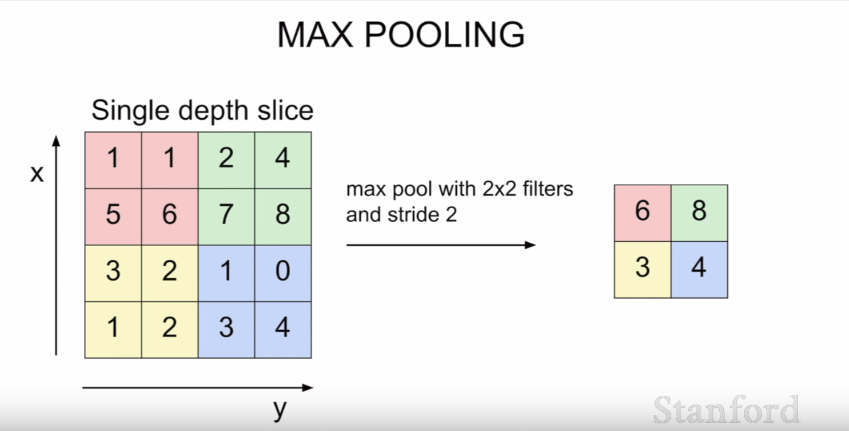 MAX POOLING
Single depth slice
x
1 1 2 4
5 6 7 8
3 2 1 0
1 2 3 4
y
max pool with 2x2 filters
and stride 2
6 8
3 4
Stanford